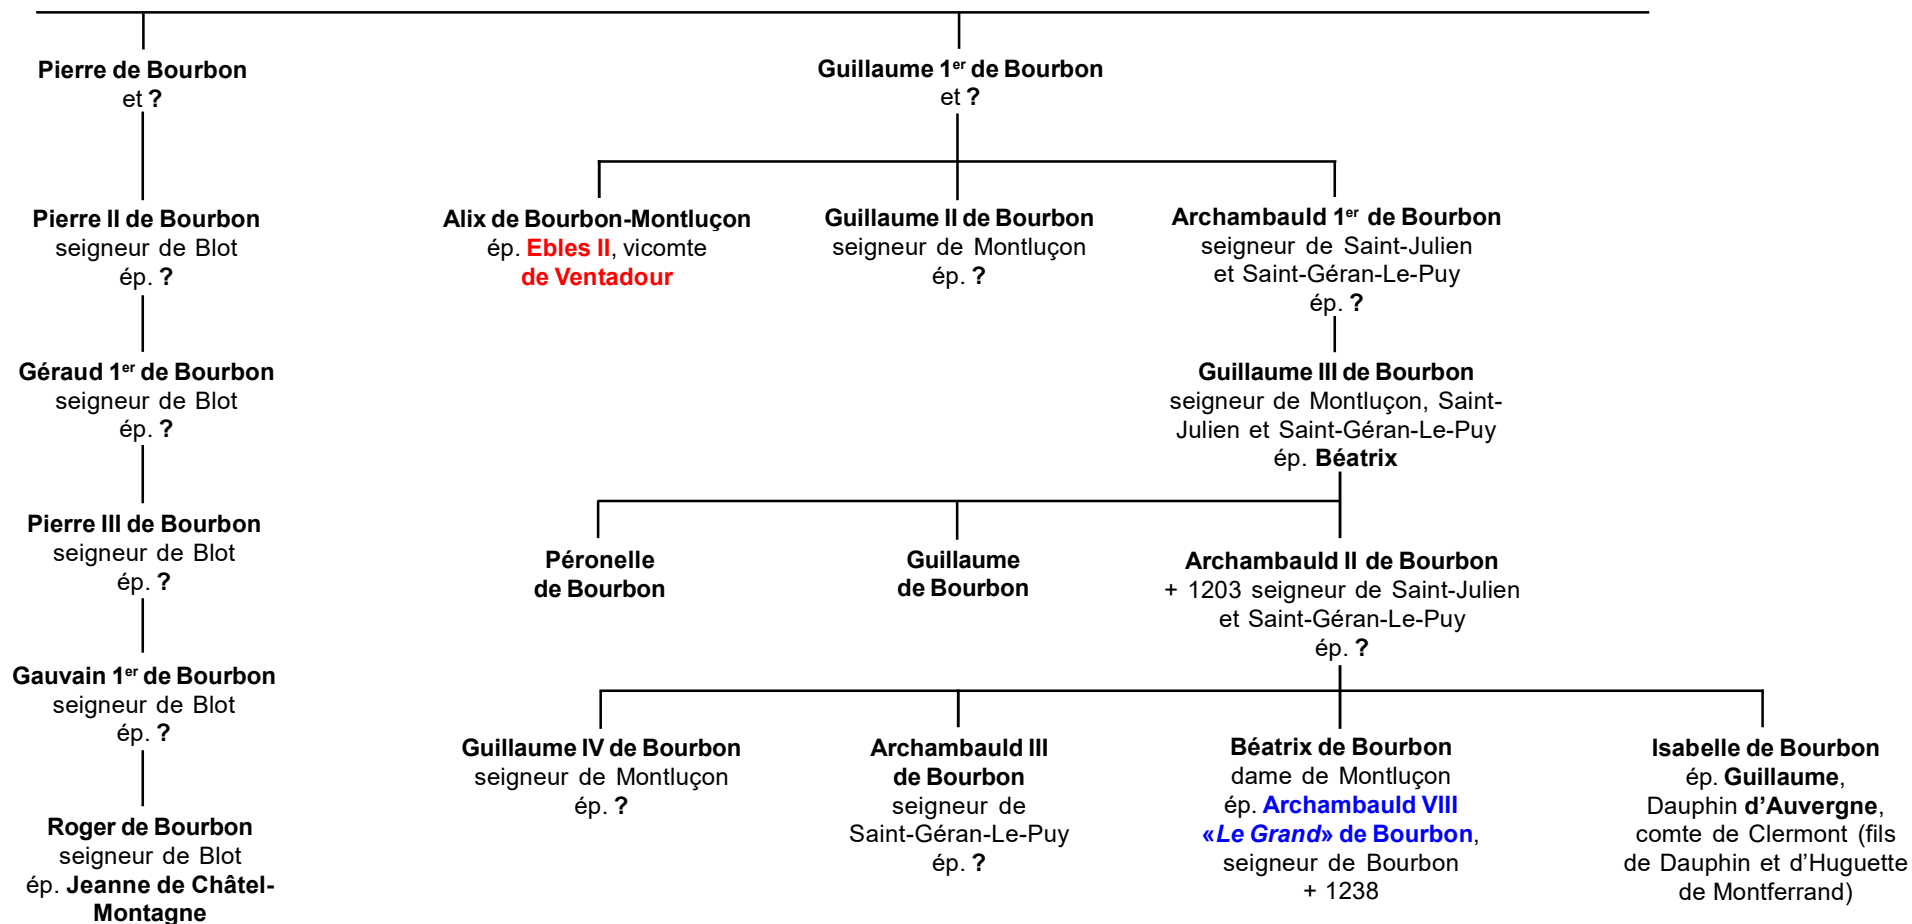 Pierre de Bourbon
et ?
Guillaume 1er de Bourbon
et ?
Pierre II de Bourbon
seigneur de Blot
ép. ?
Alix de Bourbon-Montluçon
ép. Ebles II, vicomte
de Ventadour
Guillaume II de Bourbon
seigneur de Montluçon
ép. ?
Archambauld 1er de Bourbon
seigneur de Saint-Julien
et Saint-Géran-Le-Puy
ép. ?
Géraud 1er de Bourbon
seigneur de Blot
ép. ?
Guillaume III de Bourbon
seigneur de Montluçon, Saint-
Julien et Saint-Géran-Le-Puy
ép. Béatrix
Pierre III de Bourbon
seigneur de Blot
ép. ?
Péronelle
de Bourbon
Guillaume
de Bourbon
Archambauld II de Bourbon
+ 1203 seigneur de Saint-Julien
et Saint-Géran-Le-Puy
ép. ?
Gauvain 1er de Bourbon
seigneur de Blot
ép. ?
Guillaume IV de Bourbon
seigneur de Montluçon
ép. ?
Archambauld III
de Bourbon
seigneur de
Saint-Géran-Le-Puy
ép. ?
Béatrix de Bourbon
dame de Montluçon
ép. Archambauld VIII
«Le Grand» de Bourbon,
seigneur de Bourbon
+ 1238
Isabelle de Bourbon
ép. Guillaume,
Dauphin d'Auvergne,
comte de Clermont (fils
de Dauphin et d'Huguette
de Montferrand)
Roger de Bourbon
seigneur de Blot
ép. Jeanne de Châtel-
Montagne